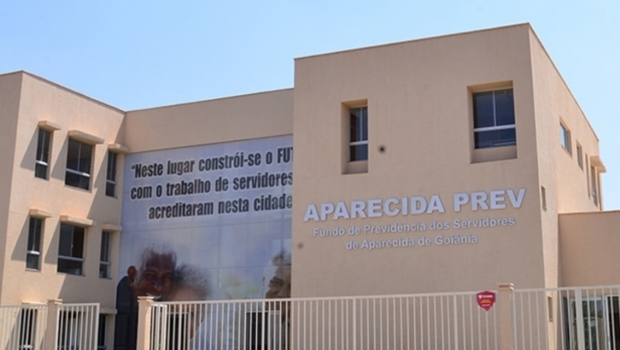 "Neste lugar constrói-se o FU
com o trabalho de servidores
acreditaram nesta cidade
APARECIDA PREV
Fundo de Previdência dos Servidores
de Aparecida de Goiânia